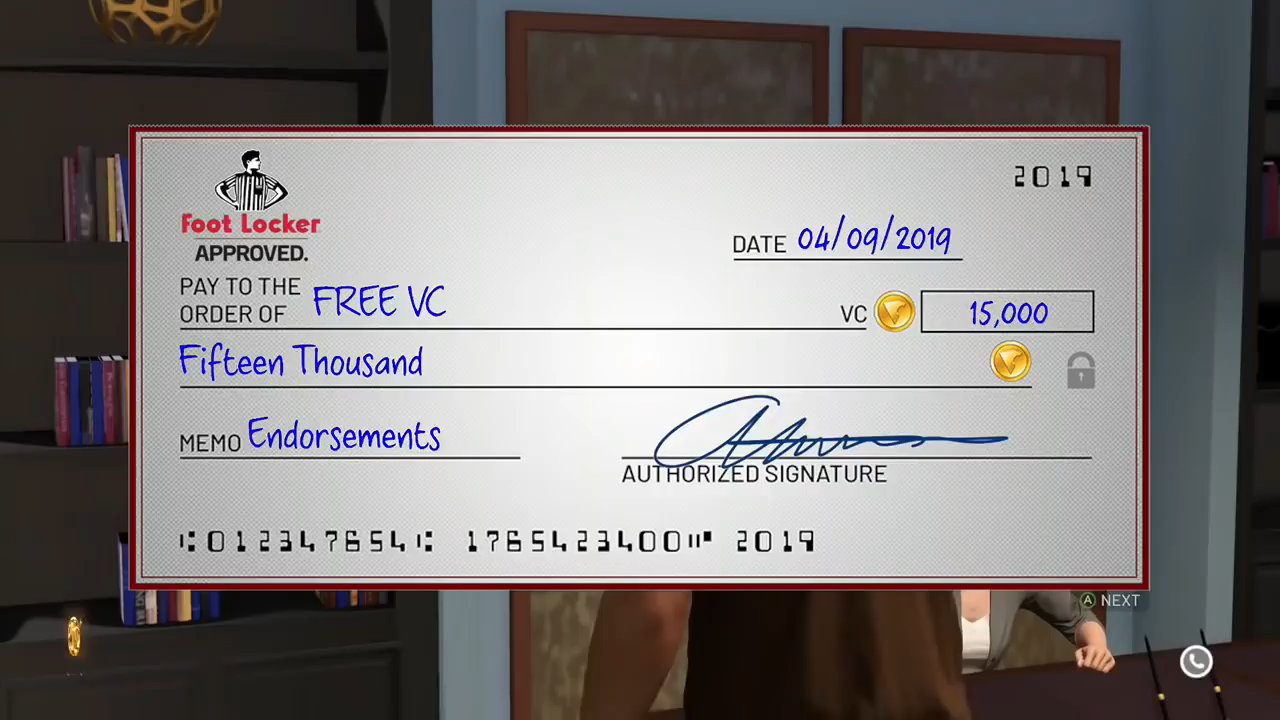 2019
Foot Locker
APPROVED.
DATE 04/09/2019
PAY TO THE
ORDER OF FREE VC
VC 15,000
Fifteen Thousand
MEMO Endorsements
AUTHORIZED SIGNATURE
⑆012347654⑆ 1765423400⑈ 2019
A NEXT